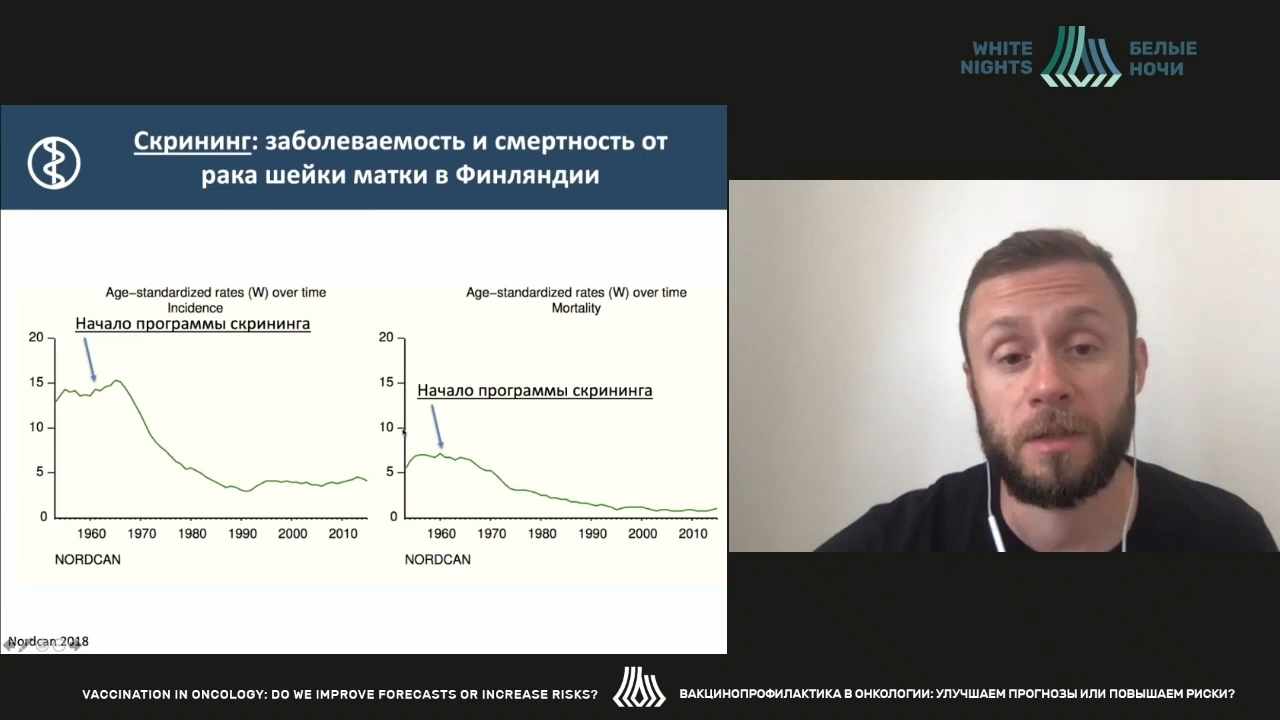 WHITE
NIGHTS
БЕЛЫЕ
НОЧИ
Скрининг: заболеваемость и смертность от
рака шейки матки в Финляндии
Age–standardized rates (W) over time
Incidence
Начало программы скрининга
20
15
10
5
0
1960 1970 1980 1990 2000 2010
NORDCAN
Age–standardized rates (W) over time
Mortality
Начало программы скрининга
20
15
10
5
0
1960 1970 1980 1990 2000 2010
NORDCAN
Nordcan 2018
VACCINATION IN ONCOLOGY: DO WE IMPROVE FORECASTS OR INCREASE RISKS?
ВАКЦИНОПРОФИЛАКТИКА В ОНКОЛОГИИ: УЛУЧШАЕМ ПРОГНОЗЫ ИЛИ ПОВЫШАЕМ РИСКИ?